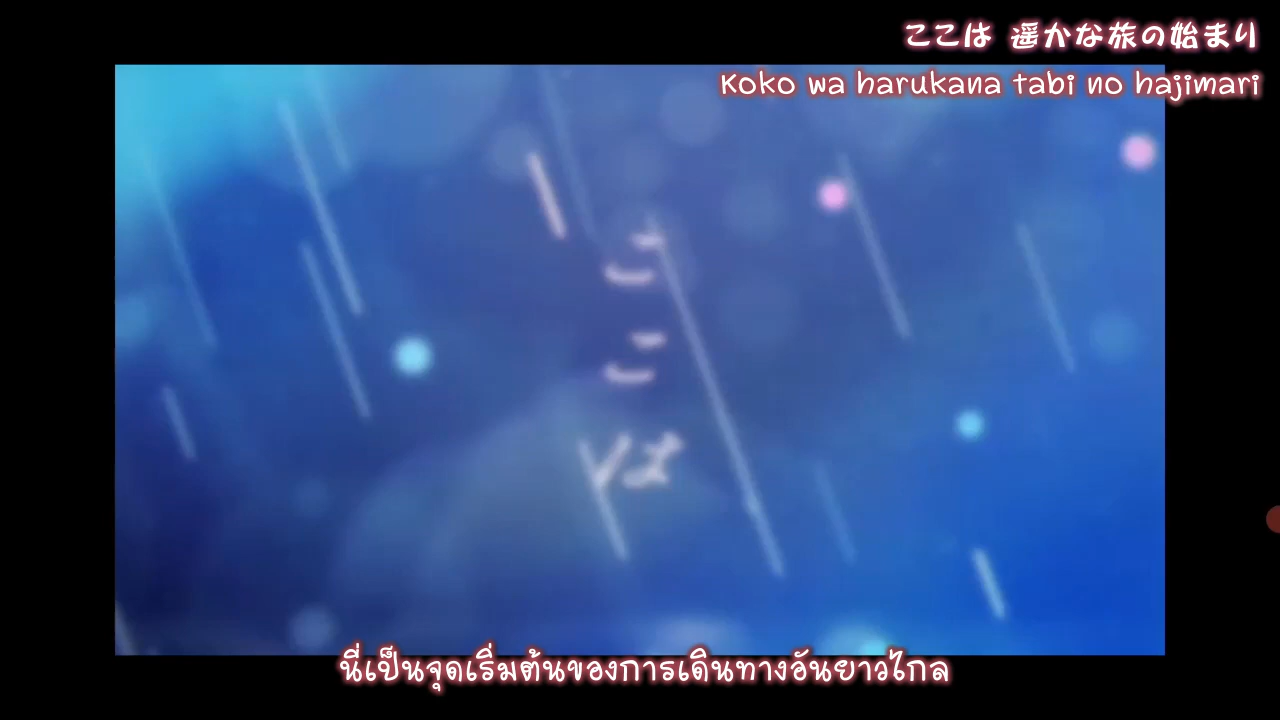 ここは 遥かな旅の始まり
Koko wa harukana tabi no hajimari
ここは
นี่เป็นจุดเริ่มต้นของการเดินทางอันยาวไกล